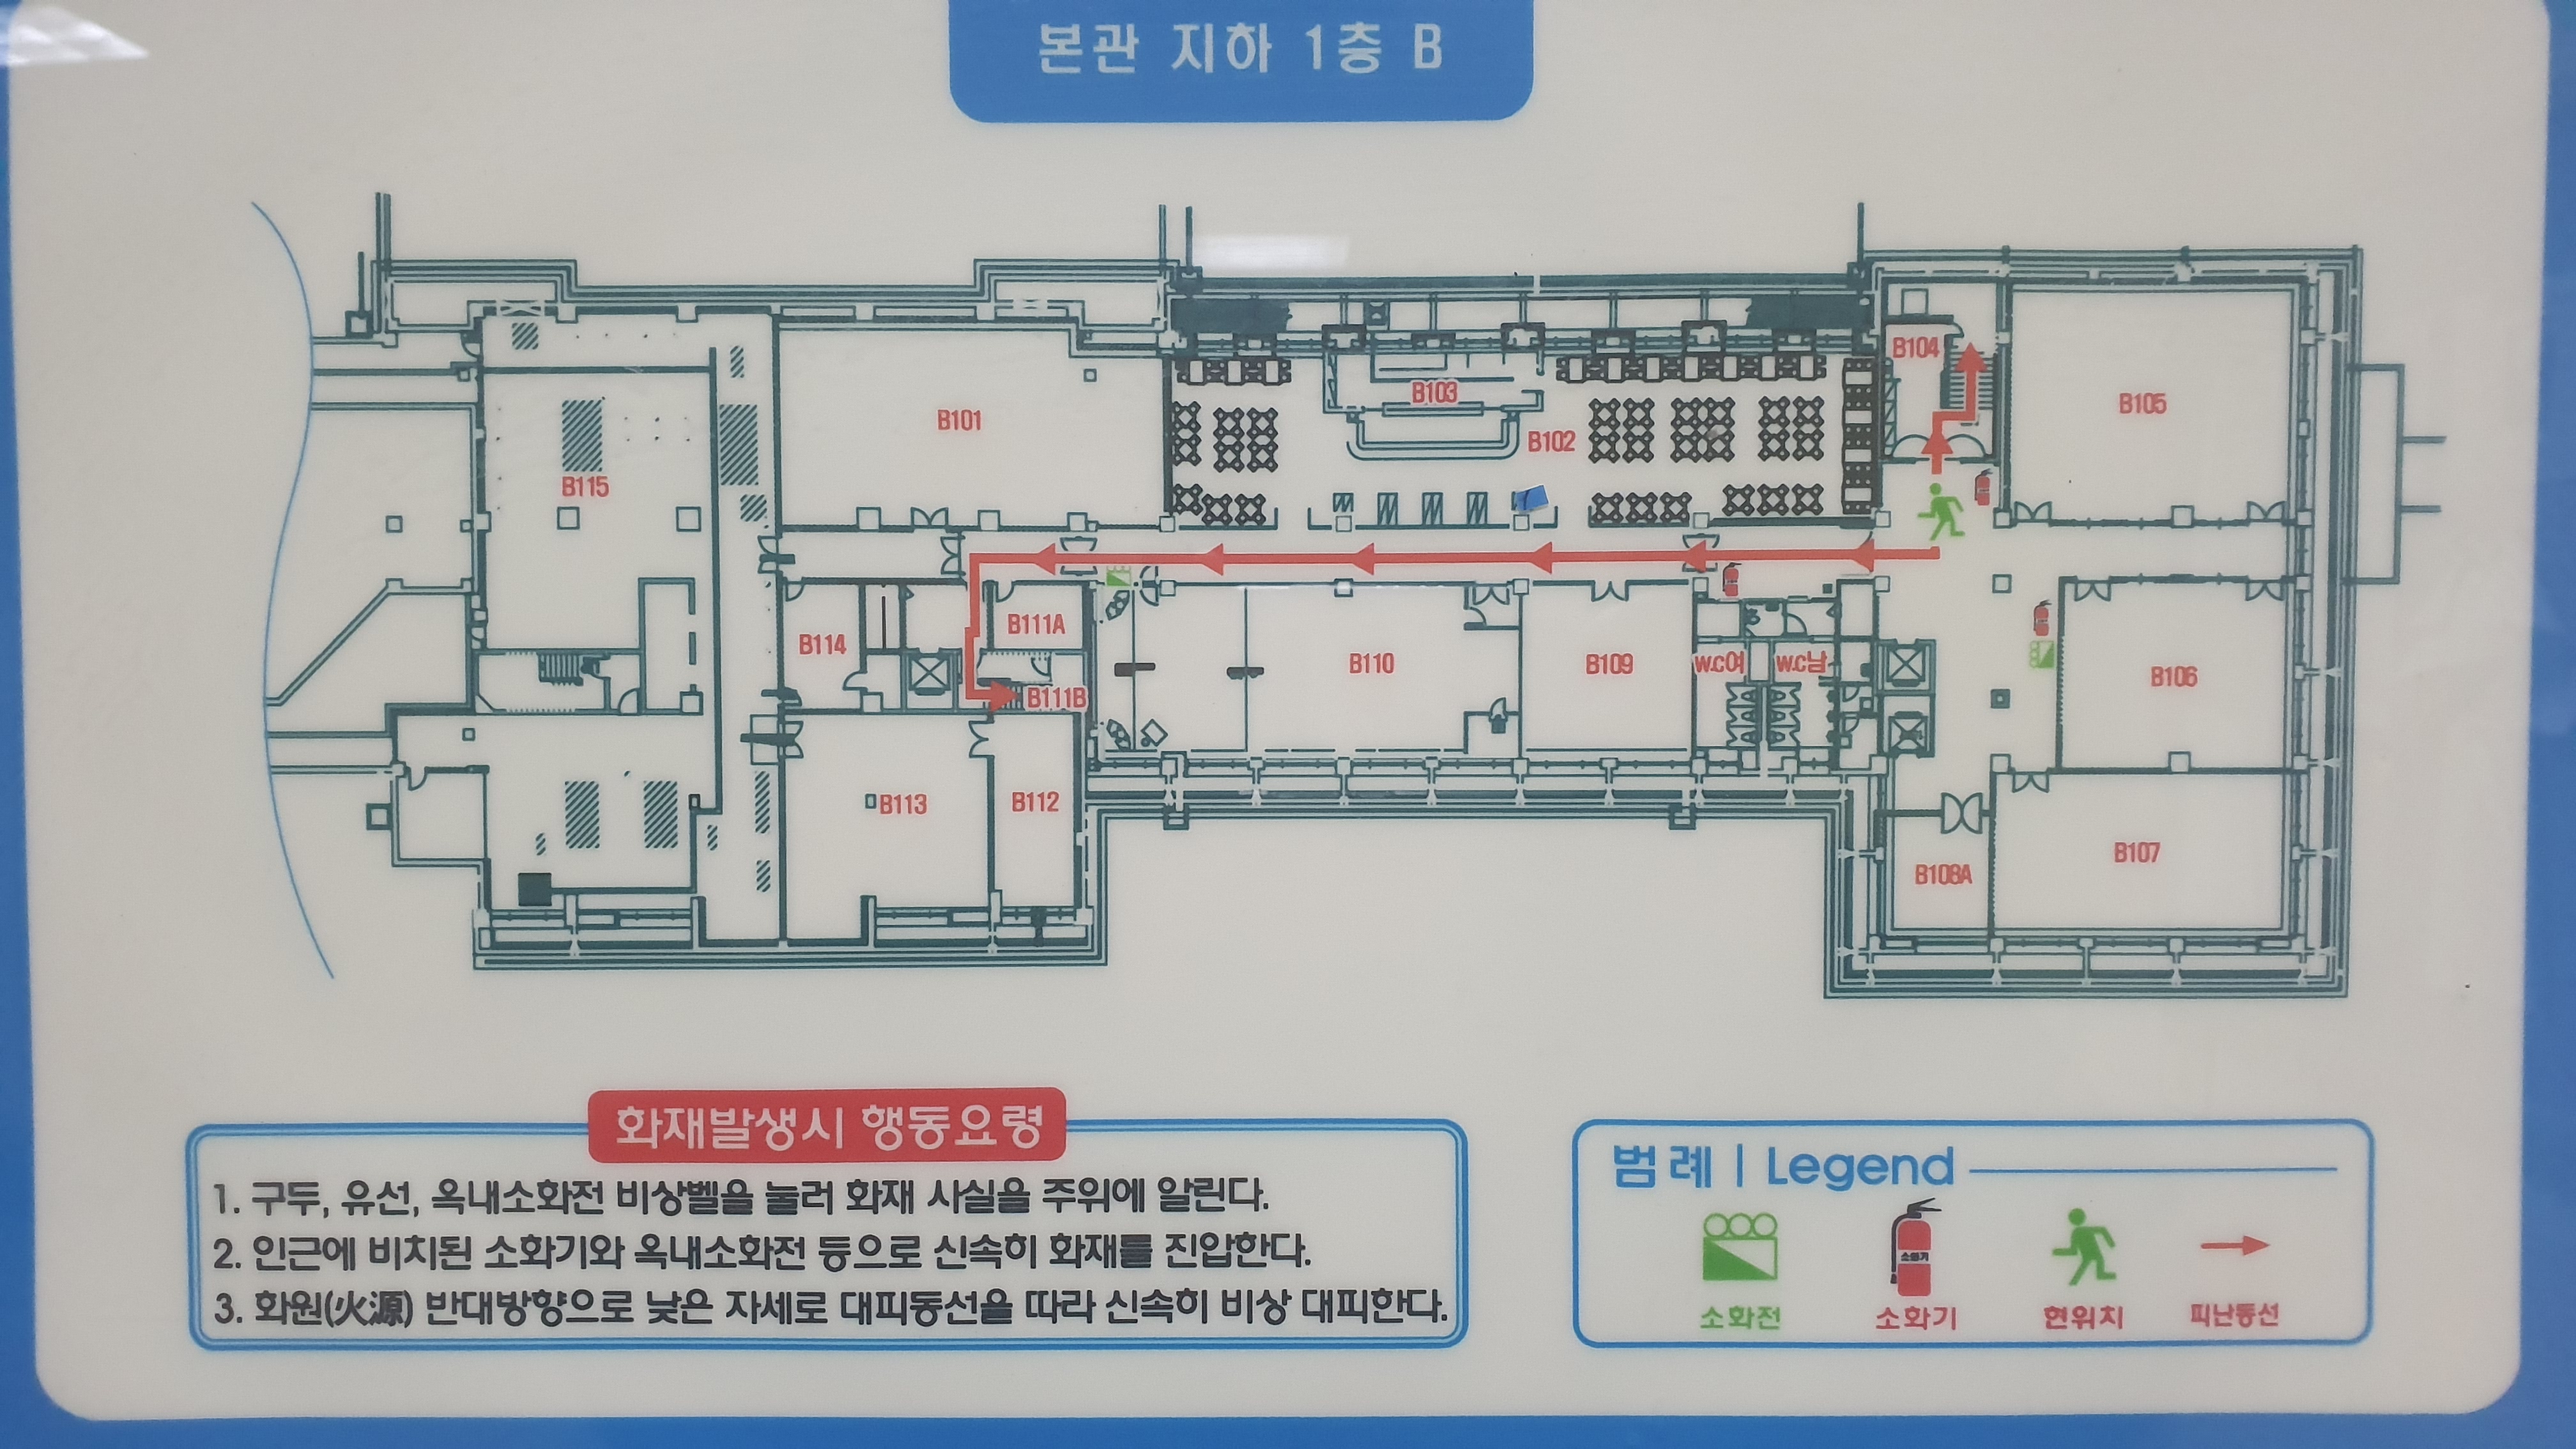 본관 지하 1층 B
B104
B103
B105
B101
B102
B115
B111A
B114
B110
B109
W.C여
W.C남
B106
B111B
B113
B112
B107
B108A
화재발생시 행동요령
1. 구두, 유선, 옥내소화전 비상벨을 눌러 화재 사실을 주위에 알린다.
2. 인근에 비치된 소화기와 옥내소화전 등으로 신속히 화재를 진압한다.
3. 화원(火源) 반대방향으로 낮은 자세로 대피동선을 따라 신속히 비상 대피한다.
범례 | Legend
소화기
소화전
소화기
현위치
피난동선